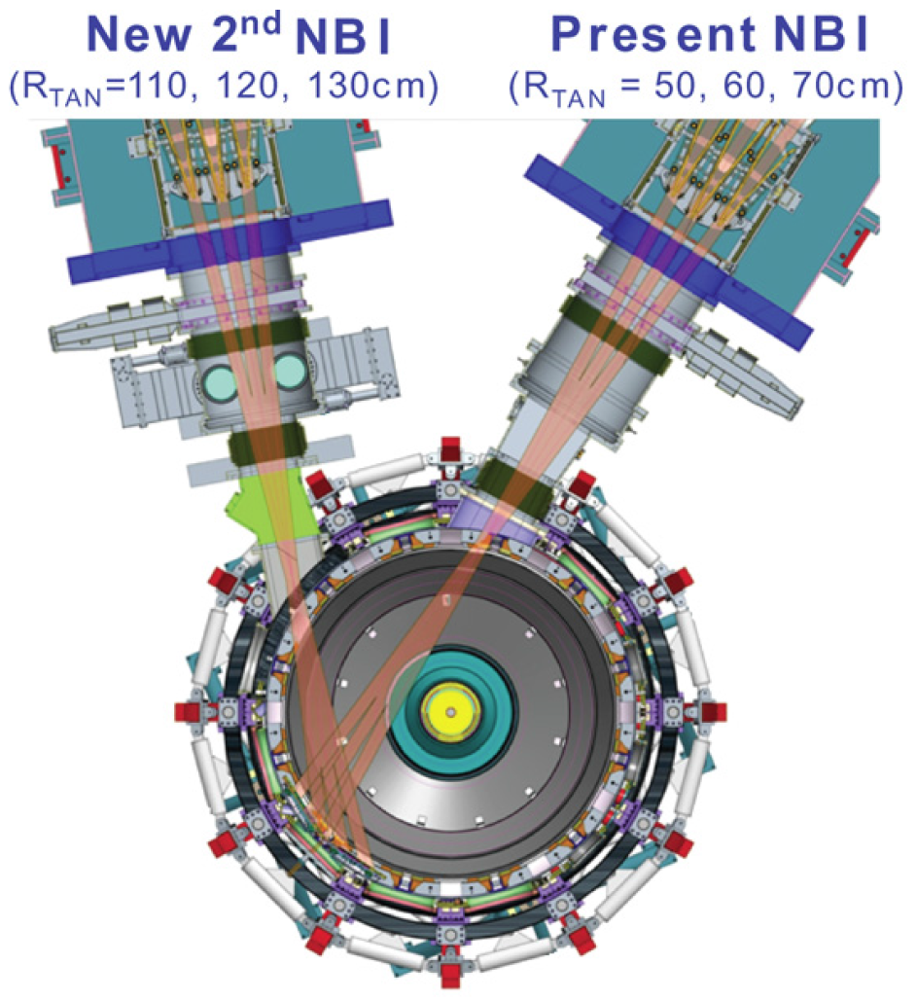 New 2nd NBI
(RTAN=110, 120, 130cm)
Present NBI
(RTAN = 50, 60, 70cm)